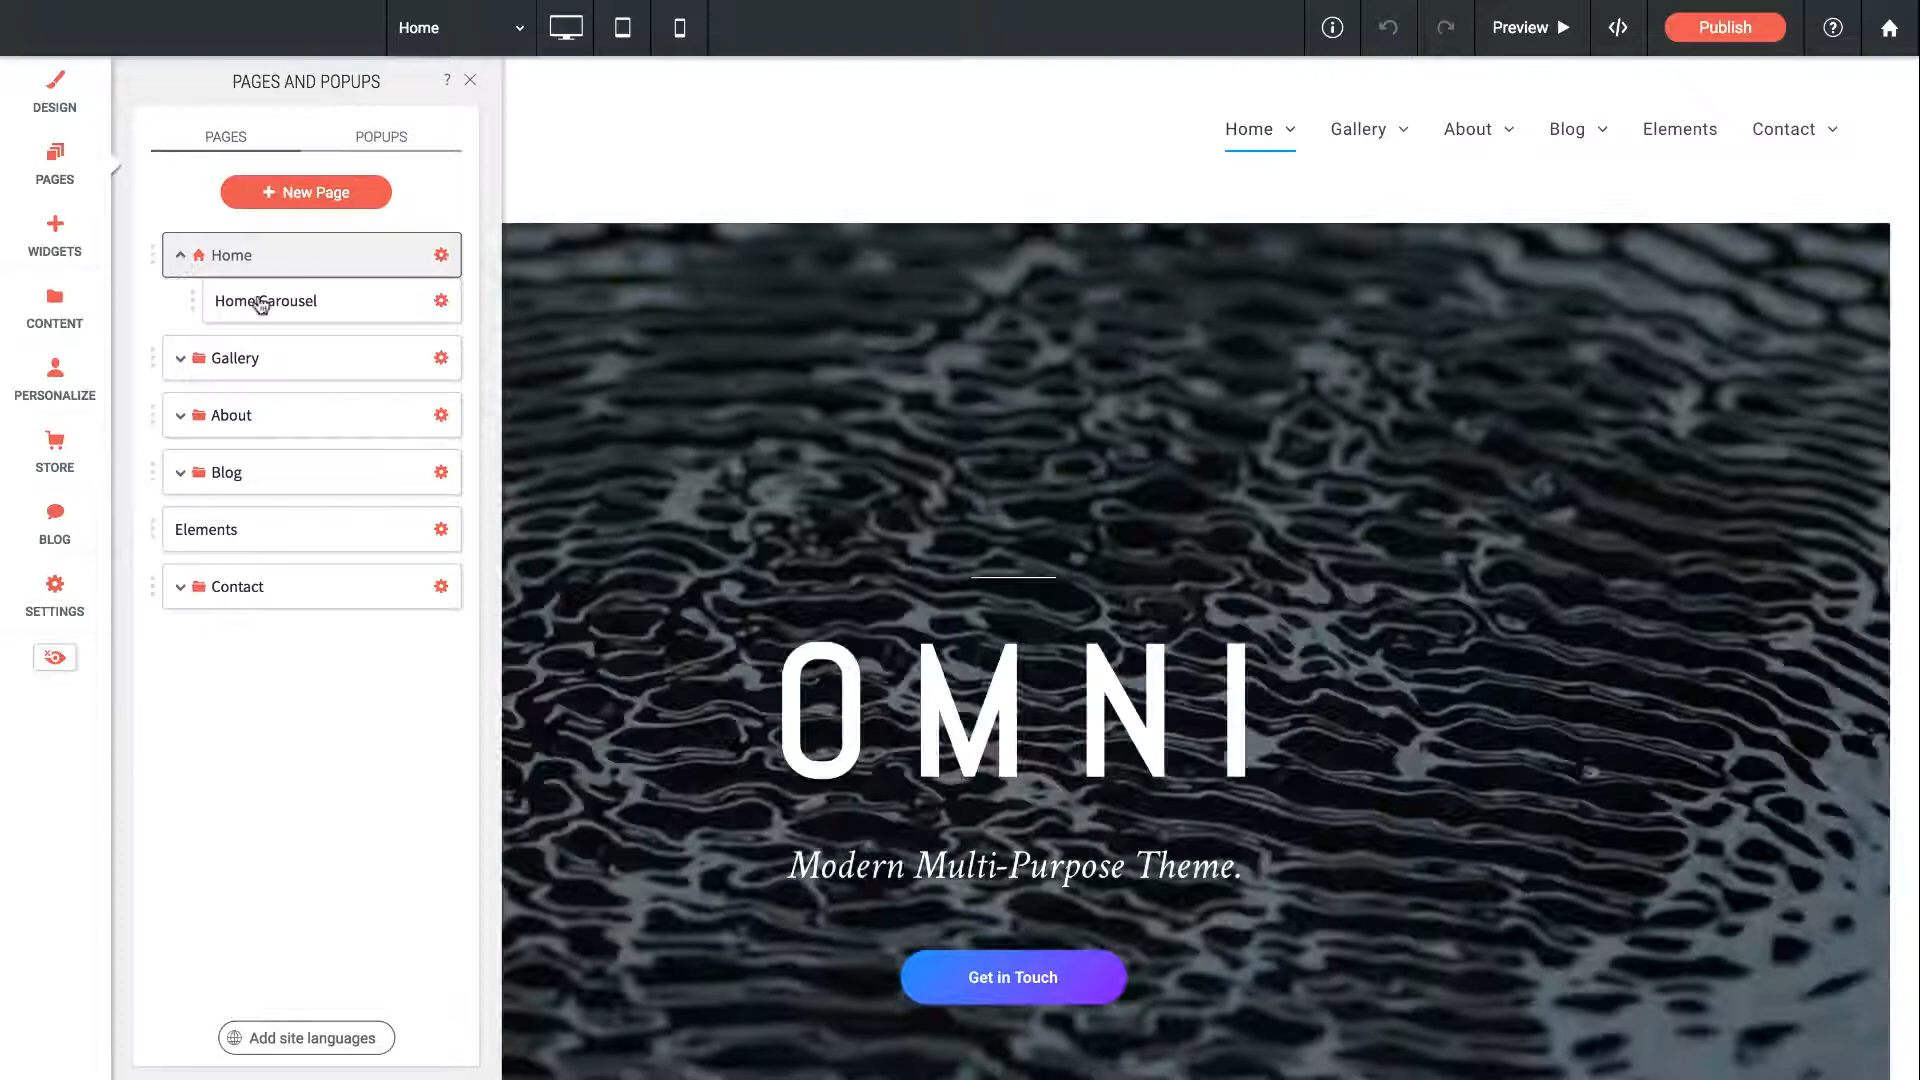 Home
Preview
Publish
DESIGN
PAGES
WIDGETS
CONTENT
PERSONALIZE
STORE
BLOG
SETTINGS
PAGES AND POPUPS
?
PAGES
POPUPS
+ New Page
Home
Home Carousel
Gallery
About
Blog
Elements
Contact
Add site languages
Home
Gallery
About
Blog
Elements
Contact
OMNI
Modern Multi-Purpose Theme.
Get in Touch